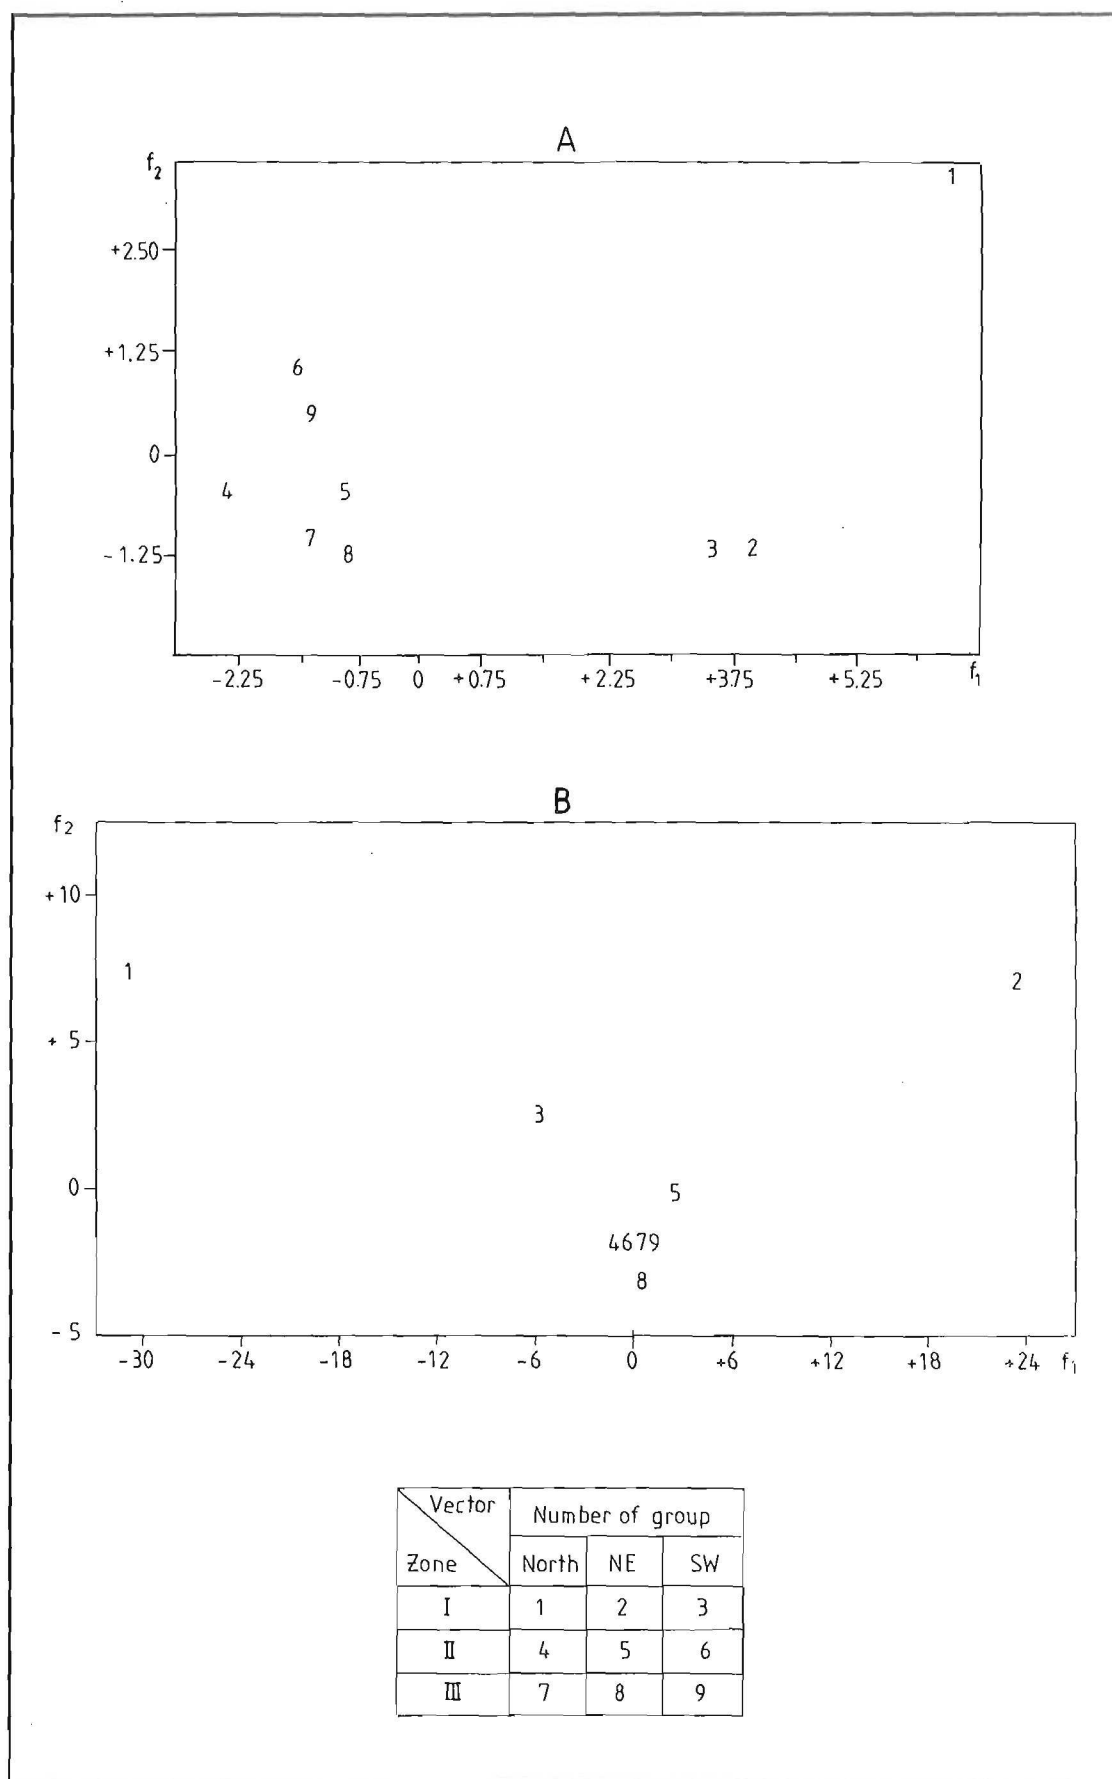 A
f₂
1
+2.50
+1.25
6
9
0
4 5
7
-1.25 8 3 2
-2.25 -0.75 0 +0.75 +2.25 +3.75 +5.25 f₁
B
f₂
+10
1 2
+ 5
3
0 5
4679
8
- 5
-30 -24 -18 -12 -6 0 +6 +12 +18 +24 f₁
Vector Number of group
Zone North NE SW
I 1 2 3
II 4 5 6
III 7 8 9